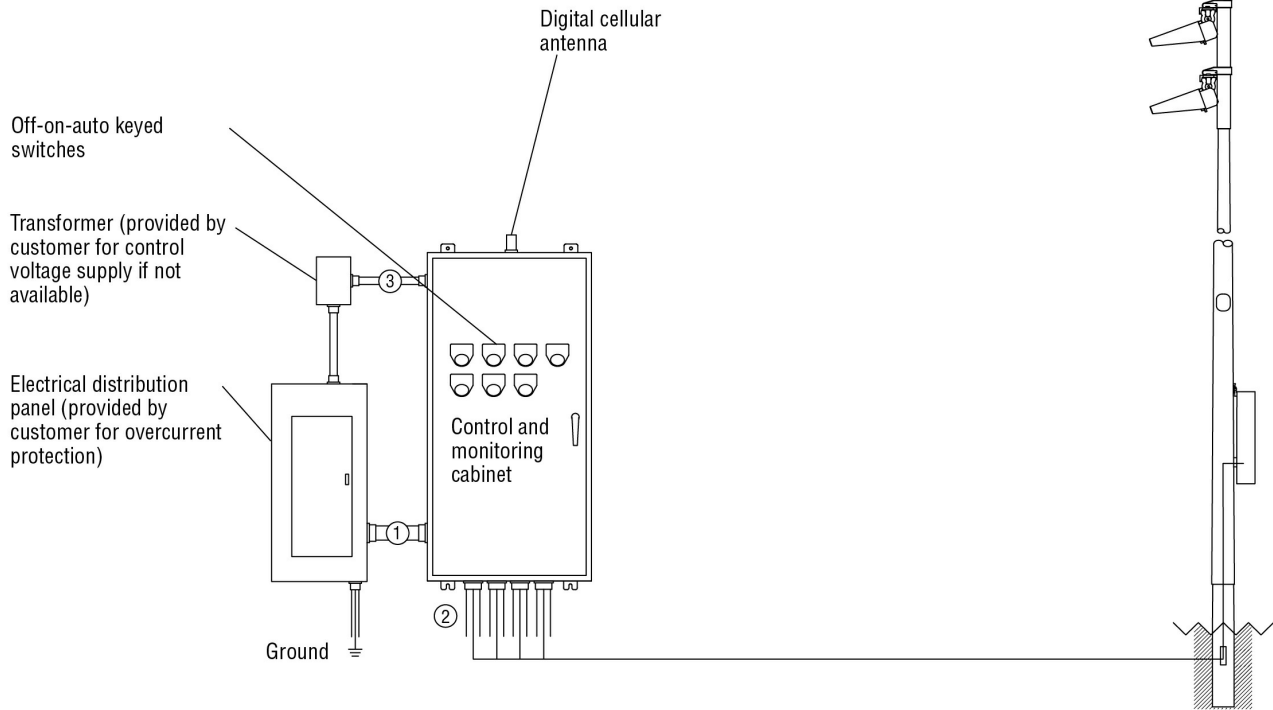 Digital cellular
antenna
Off-on-auto keyed
switches
Transformer (provided by
customer for control
voltage supply if not
available)
3
Electrical distribution
panel (provided by
customer for overcurrent
protection)
Control and
monitoring
cabinet
1
2
Ground